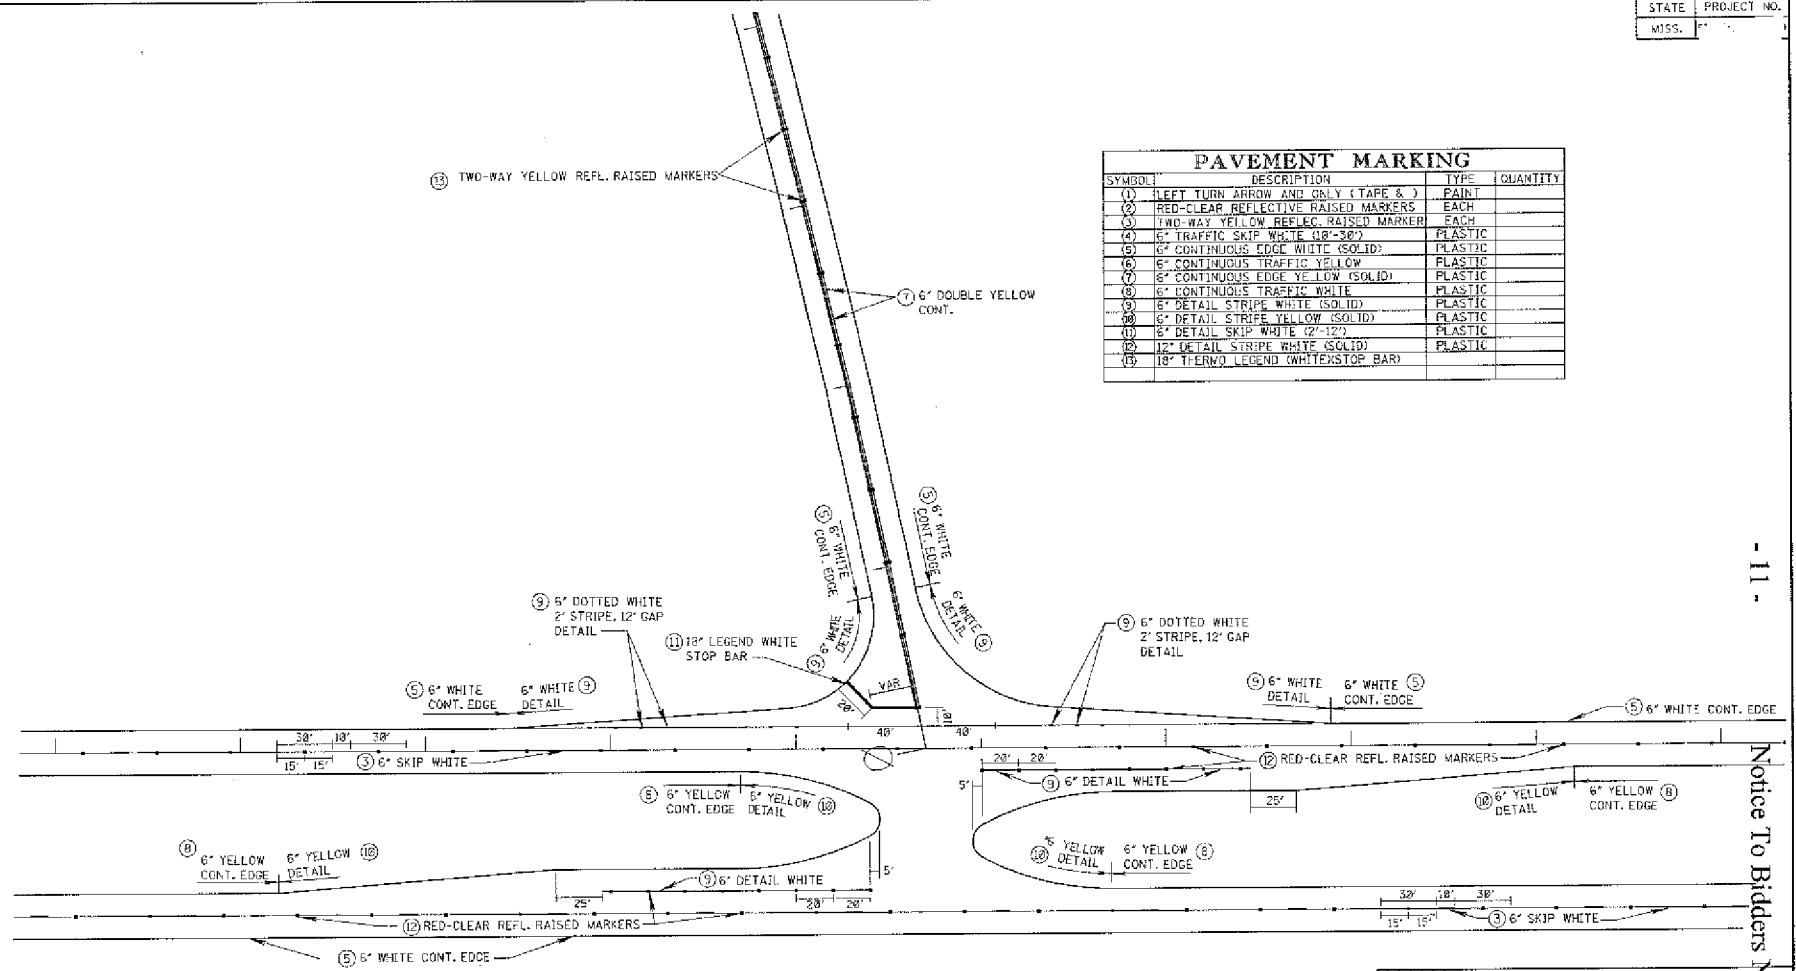 STATE PROJECT NO.
MISS.
⑬ TWO-WAY YELLOW REFL. RAISED MARKERS
PAVEMENT MARKING
SYMBOL DESCRIPTION TYPE QUANTITY
① LEFT TURN ARROW AND ONLY (TAPE & ) PAINT
② RED-CLEAR REFLECTIVE RAISED MARKERS EACH
③ TWO-WAY YELLOW REFLEC. RAISED MARKER EACH
④ 6" TRAFFIC SKIP WHITE (10'-30') PLASTIC
⑤ 6" CONTINUOUS EDGE WHITE (SOLID) PLASTIC
⑥ 6" CONTINUOUS TRAFFIC YELLOW PLASTIC
⑦ 6" CONTINUOUS EDGE YELLOW (SOLID) PLASTIC
⑧ 6" CONTINUOUS TRAFFIC WHITE PLASTIC
⑨ 6" DETAIL STRIPE WHITE (SOLID) PLASTIC
⑩ 6" DETAIL STRIPE YELLOW (SOLID) PLASTIC
⑪ 6" DETAIL SKIP WHITE (2'-12') PLASTIC
⑫ 12" DETAIL STRIPE WHITE (SOLID) PLASTIC
⑬ 18" THERMO LEGEND (WHITE)(STOP BAR)
⑦ 6" DOUBLE YELLOW
CONT.
⑤ 6" WHITE
CONT. EDGE
⑤ 6" WHITE
CONT. EDGE
⑨ 6" WHITE
DETAIL
6" WHITE ⑨
DETAIL
⑨ 6" DOTTED WHITE
2' STRIPE, 12' GAP
DETAIL
⑪ 18" LEGEND WHITE
STOP BAR
⑨ 6" DOTTED WHITE
2' STRIPE, 12' GAP
DETAIL
⑤ 6" WHITE
CONT. EDGE
6" WHITE ⑨
DETAIL
VAR
20'
10'
⑨ 6" WHITE
DETAIL
6" WHITE ⑤
CONT. EDGE
⑤ 6" WHITE CONT. EDGE
30' 10' 30'
15' 15'
③ 6" SKIP WHITE
40' 40'
20' 20'
⑫ RED-CLEAR REFL. RAISED MARKERS
⑨ 6" DETAIL WHITE
5'
25'
⑧ 6" YELLOW
CONT. EDGE
6" YELLOW ⑩
DETAIL
⑩ 6" YELLOW
DETAIL
6" YELLOW ⑧
CONT. EDGE
⑧ 6" YELLOW
CONT. EDGE
6" YELLOW ⑩
DETAIL
⑩ 6" YELLOW
DETAIL
6" YELLOW ⑧
CONT. EDGE
5'
⑨ 6" DETAIL WHITE
25'
20' 20'
30' 10' 30'
15' 15'
③ 6" SKIP WHITE
⑫ RED-CLEAR REFL. RAISED MARKERS
⑤ 6" WHITE CONT. EDGE
- 11 -
Notice To Bidders